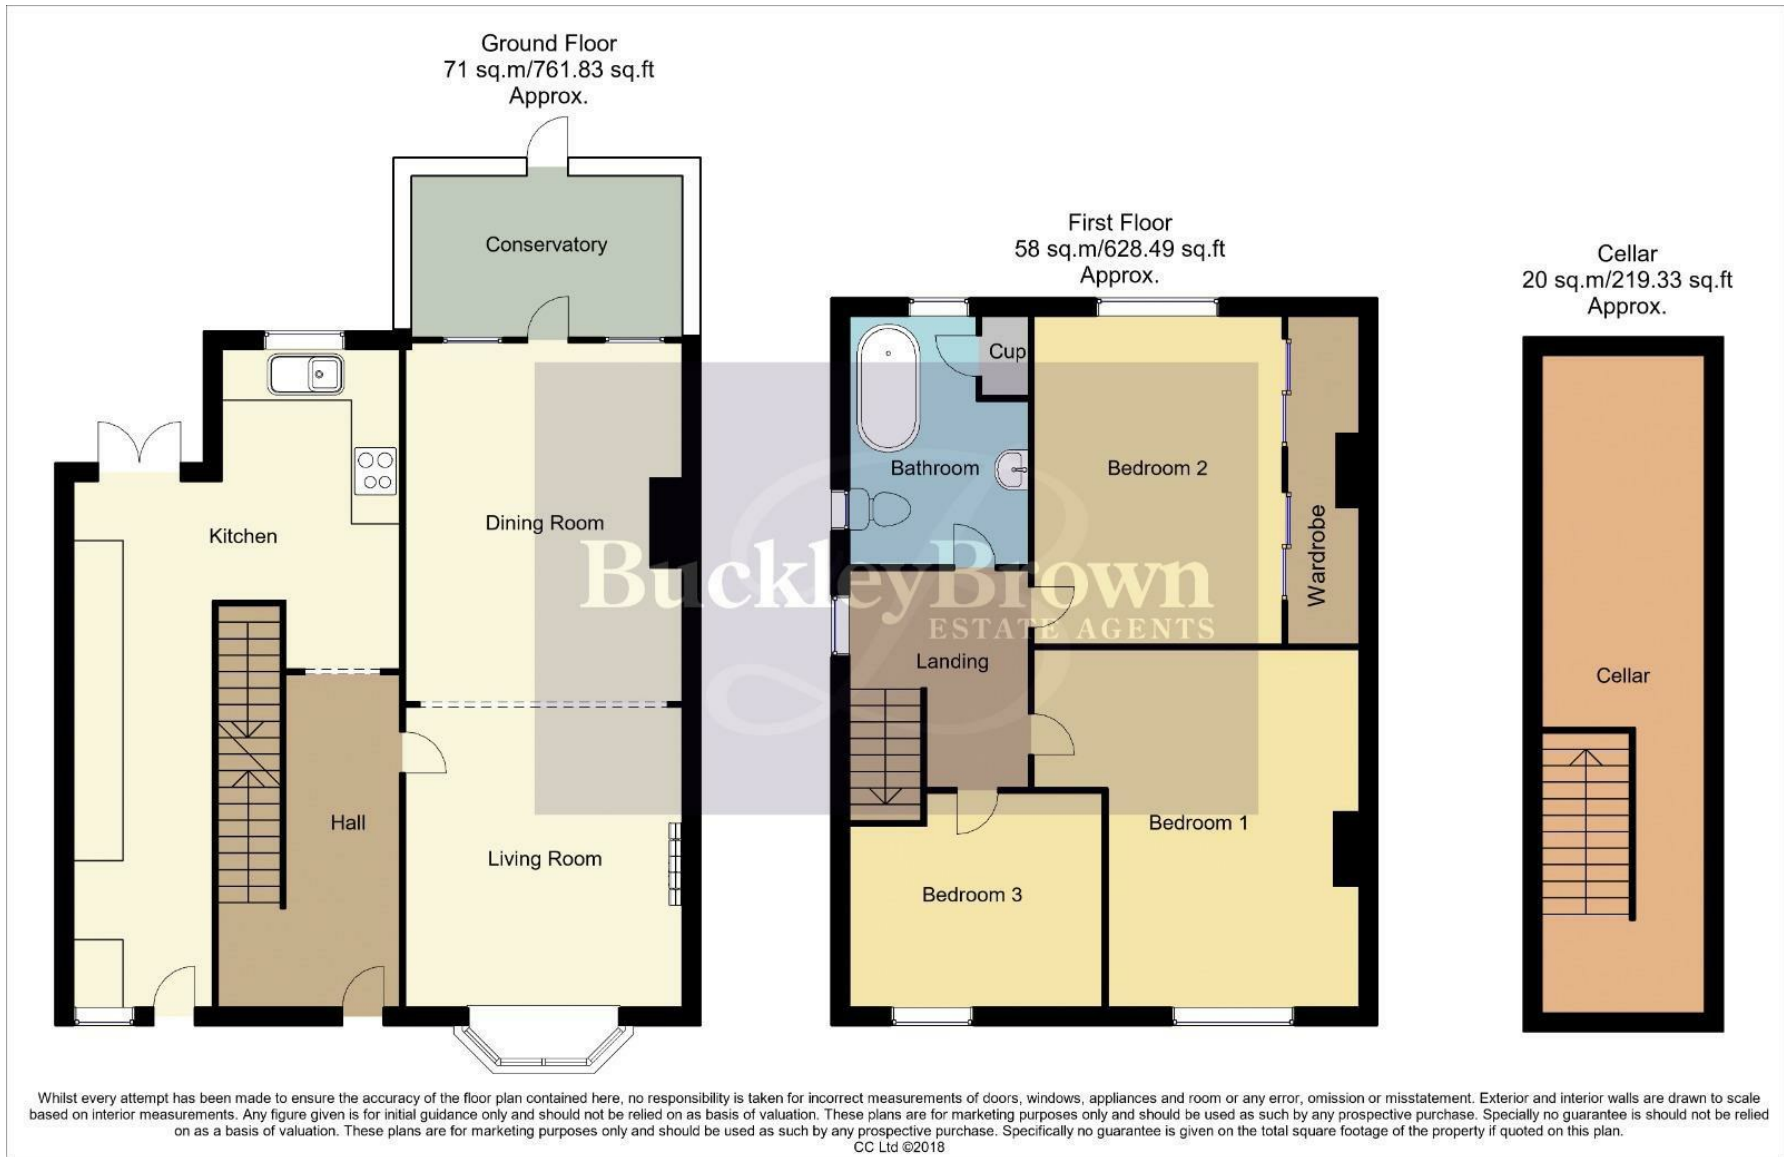 Ground Floor
71 sq.m/761.83 sq.ft
Approx.
Conservatory
Kitchen
Dining Room
Hall
Living Room
First Floor
58 sq.m/628.49 sq.ft
Approx.
Cup
Bathroom
Bedroom 2
Wardrobe
Landing
Bedroom 1
Bedroom 3
Cellar
20 sq.m/219.33 sq.ft
Approx.
Cellar
BuckleyBrown
ESTATE AGENTS
Whilst every attempt has been made to ensure the accuracy of the floor plan contained here, no responsibility is taken for incorrect measurements of doors, windows, appliances and room or any error, omission or misstatement. Exterior and interior walls are drawn to scale
based on interior measurements. Any figure given is for initial guidance only and should not be relied on as basis of valuation. These plans are for marketing purposes only and should be used as such by any prospective purchase. Specially no guarantee is should not be relied
on as a basis of valuation. These plans are for marketing purposes only and should be used as such by any prospective purchase. Specifically no guarantee is given on the total square footage of the property if quoted on this plan.
CC Ltd ©2018